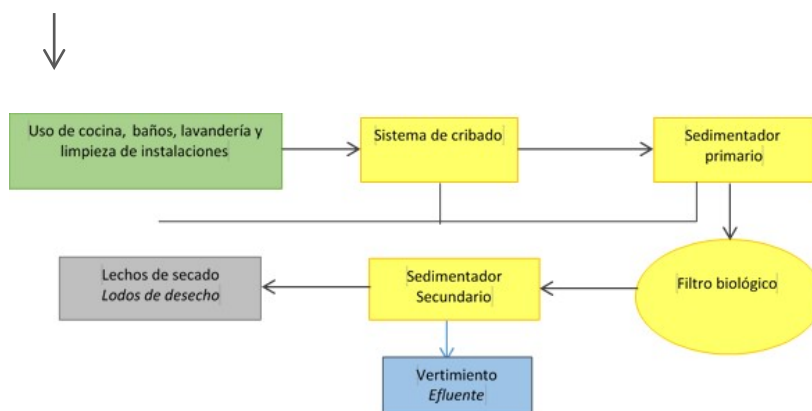 Uso de cocina, baños, lavandería y
limpieza de instalaciones
Sistema de cribado
Sedimentador
primario
Filtro biológico
Sedimentador
Secundario
Lechos de secado
Lodos de desecho
Vertimiento
Efluente